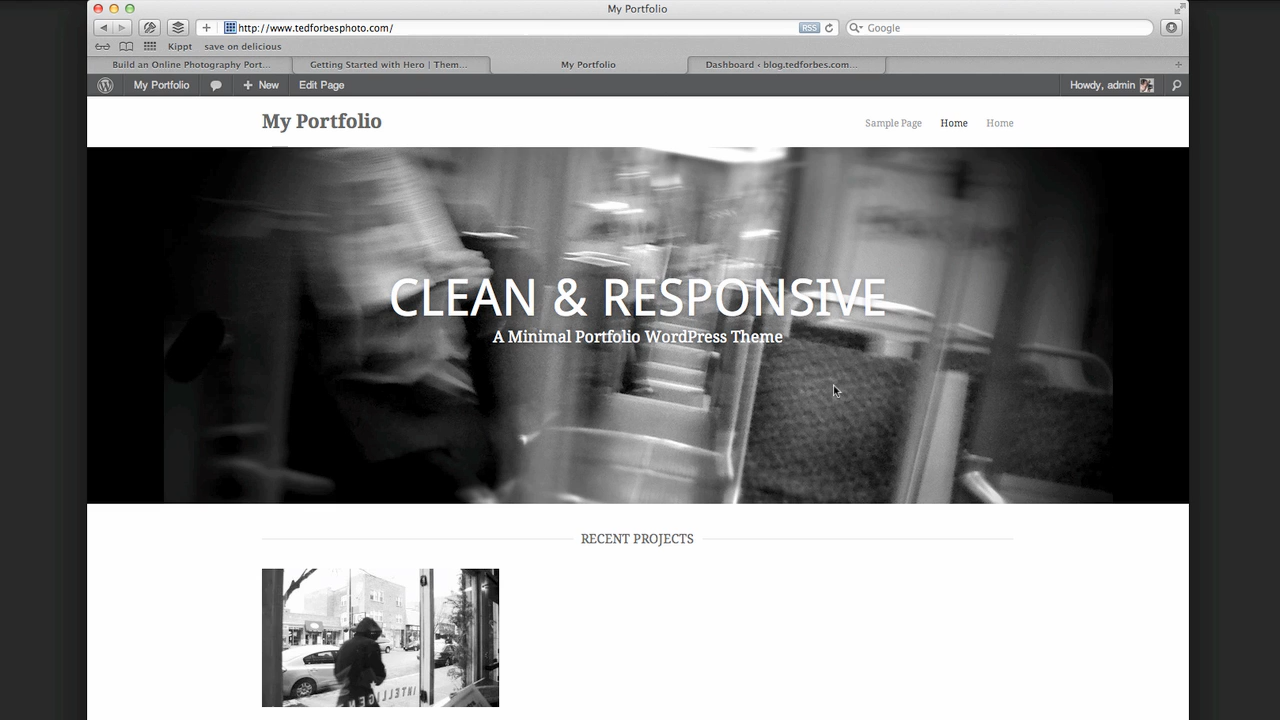 My Portfolio
http://www.tedforbesphoto.com/
RSS
Google
Kippt
save on delicious
Build an Online Photography Port...
Getting Started with Hero | Them...
My Portfolio
Dashboard ‹ blog.tedforbes.com...
My Portfolio
New
Edit Page
Howdy, admin
My Portfolio
Sample Page
Home
Home
CLEAN & RESPONSIVE
A Minimal Portfolio WordPress Theme
RECENT PROJECTS